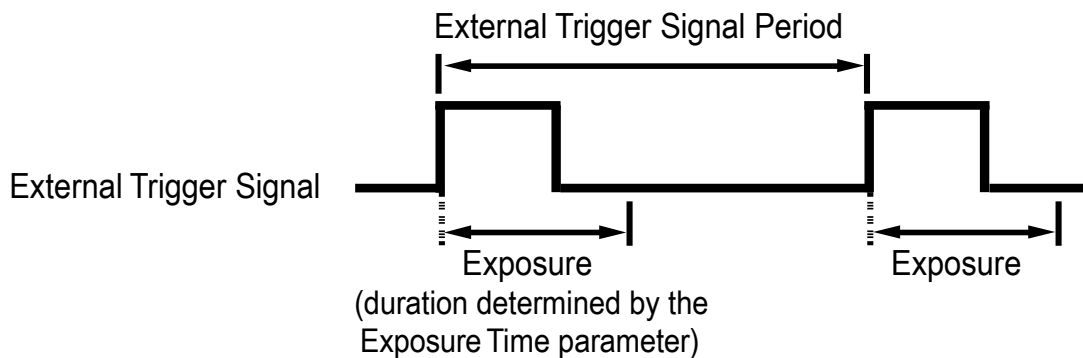 External Trigger Signal Period
External Trigger Signal
Exposure
(duration determined by the
Exposure Time parameter)
Exposure